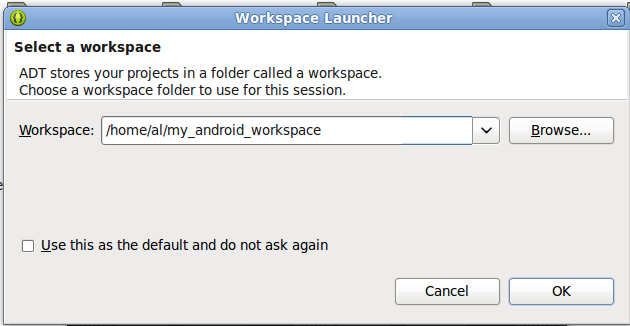 Workspace Launcher
Select a workspace
ADT stores your projects in a folder called a workspace.
Choose a workspace folder to use for this session.
Workspace: /home/al/my_android_workspace Browse...
Use this as the default and do not ask again
Cancel OK